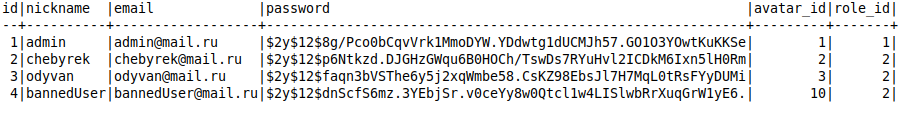 id|nickname |email |password |avatar_id|role_id|
--+----------+------------------+------------------------------------------------------------+---------+-------+
1|admin |admin@mail.ru |$2y$12$8g/Pco0bCqvVrk1MmoDYW.YDdwtg1dUCMJh57.GO1O3YOwtKuKKSe| 1| 1|
2|chebyrek |chebyrek@mail.ru |$2y$12$p6Ntkzd.DJGHzGWqu6B0HOCh/TswDs7RYuHvl2ICDkM6Ixn5lH0Rm| 2| 2|
3|odyvan |odyvan@mail.ru |$2y$12$faqn3bVSThe6y5j2xqWmbe58.CsKZ98EbsJl7H7MqL0tRsFYyDUMi| 3| 2|
4|bannedUser|bannedUser@mail.ru|$2y$12$dnScfS6mz.3YEbjSr.v0ceYy8w0Qtcl1w4LISlwbRrXuqGrW1yE6.| 10| 2|